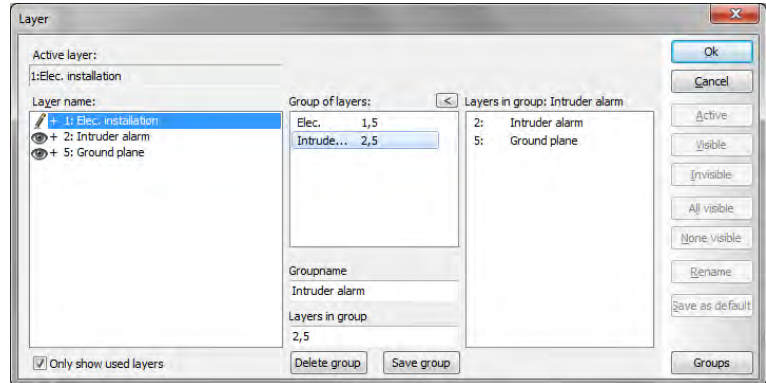 Layer
Active layer:
1:Elec. installation
Layer name:
+ 1: Elec. installation
+ 2: Intruder alarm
+ 5: Ground plane
Only show used layers
Group of layers:
<
Elec. 1,5
Intrude... 2,5
Groupname
Intruder alarm
Layers in group
2,5
Delete group
Save group
Layers in group: Intruder alarm
2: Intruder alarm
5: Ground plane
Ok
Cancel
Active
Visible
Invisible
All visible
None visible
Rename
Save as default
Groups